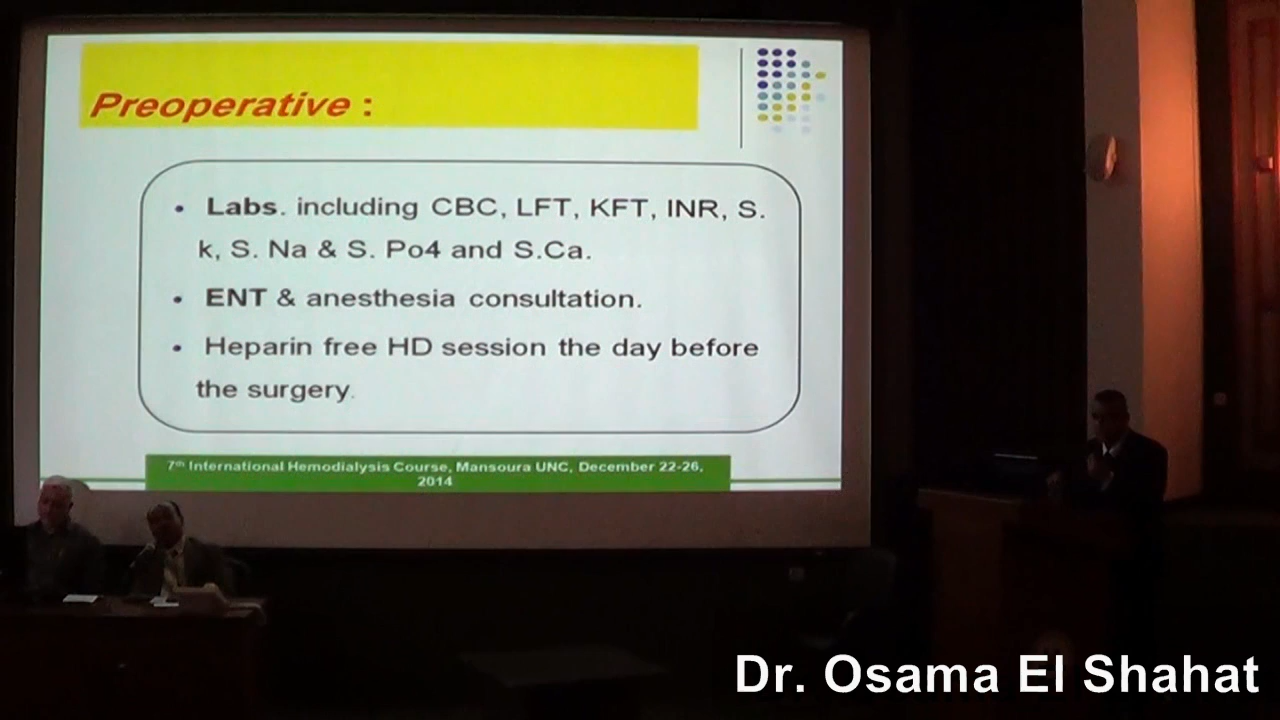 Preoperative :
• Labs. including CBC, LFT, KFT, INR, S.
k, S. Na & S. Po4 and S.Ca.
• ENT & anesthesia consultation.
• Heparin free HD session the day before
the surgery.
7th International Hemodialysis Course, Mansoura UNC, December 22-26,
2014
Dr. Osama El Shahat